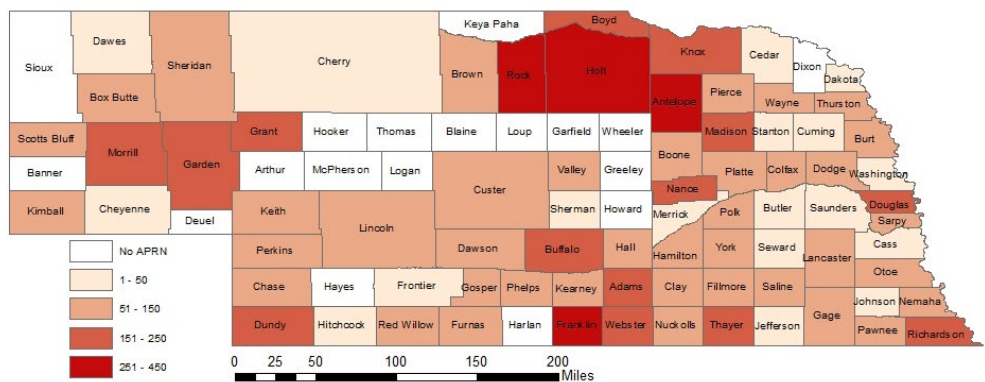 Keya Paha
Boyd
Dawes
Knox
Cedar
Sioux
Sheridan
Cherry
Dixon
Dakota
Brown
Rock
Holt
Box Butte
Antelope
Pierce
Wayne
Thurston
Grant
Hooker
Thomas
Blaine
Loup
Garfield
Wheeler
Madison
Stanton
Cuming
Burt
Scotts Bluff
Morrill
Garden
Boone
Banner
Arthur
McPherson
Logan
Custer
Valley
Greeley
Platte
Colfax
Dodge
Washington
Nance
Kimball
Cheyenne
Deuel
Keith
Lincoln
Sherman
Howard
Merrick
Polk
Butler
Saunders
Douglas
Sarpy
Perkins
Dawson
Buffalo
Hall
Hamilton
York
Seward
Lancaster
Cass
Otoe
Chase
Hayes
Frontier
Gosper
Phelps
Kearney
Adams
Clay
Fillmore
Saline
Johnson
Nemaha
Dundy
Hitchcock
Red Willow
Furnas
Harlan
Franklin
Webster
Nuckolls
Thayer
Jefferson
Gage
Pawnee
Richardson
No APRN
1 - 50
51 - 150
151 - 250
251 - 450
0 25 50 100 150 200
Miles